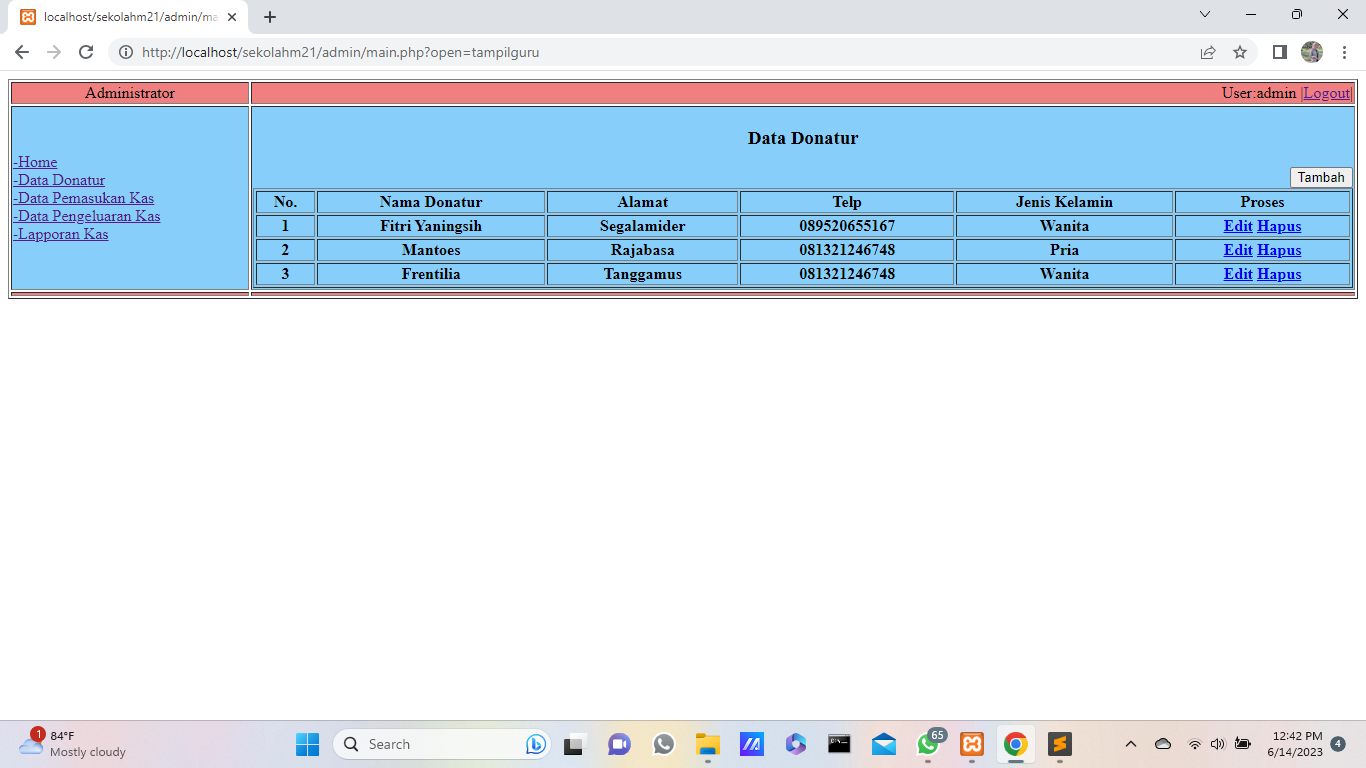 localhost/sekolahm21/admin/ma
http://localhost/sekolahm21/admin/main.php?open=tampilguru
Administrator
User:admin |Logout|
-Home
-Data Donatur
-Data Pemasukan Kas
-Data Pengeluaran Kas
-Lapporan Kas
Data Donatur
Tambah
No. Nama Donatur Alamat Telp Jenis Kelamin Proses
1 Fitri Yaningsih Segalamider 089520655167 Wanita Edit Hapus
2 Mantoes Rajabasa 081321246748 Pria Edit Hapus
3 Frentilia Tanggamus 081321246748 Wanita Edit Hapus
1
84°F
Mostly cloudy
Search
65
12:42 PM
6/14/2023
4